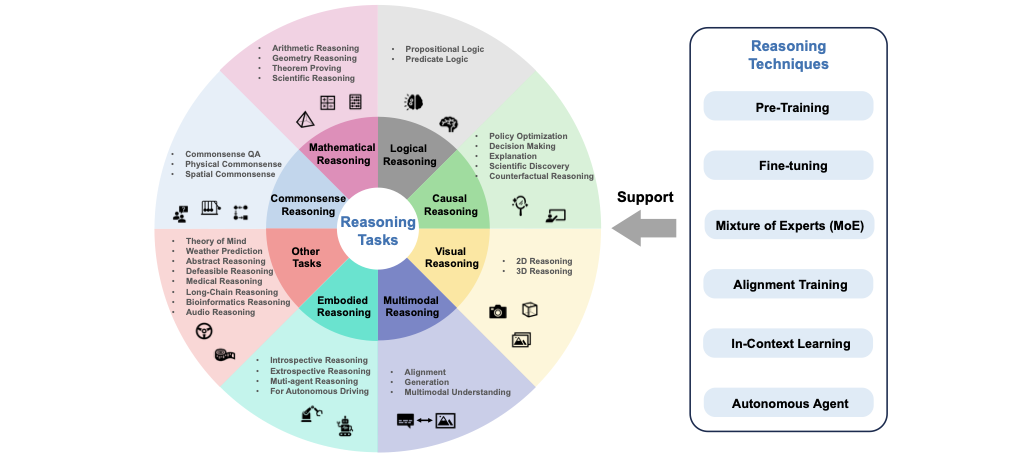 Arithmetic Reasoning
Geometry Reasoning
Theorem Proving
Scientific Reasoning
Propositional Logic
Predicate Logic
Policy Optimization
Decision Making
Explanation
Scientific Discovery
Counterfactual Reasoning
Commonsense QA
Physical Commonsense
Spatial Commonsense
Mathematical
Reasoning
Logical
Reasoning
Commonsense
Reasoning
Causal
Reasoning
Reasoning
Tasks
Other
Tasks
Visual
Reasoning
Embodied
Reasoning
Multimodal
Reasoning
Theory of Mind
Weather Prediction
Abstract Reasoning
Defeasible Reasoning
Medical Reasoning
Long-Chain Reasoning
Bioinformatics Reasoning
Audio Reasoning
2D Reasoning
3D Reasoning
Introspective Reasoning
Extrospective Reasoning
Muti-agent Reasoning
For Autonomous Driving
Alignment
Generation
Multimodal Understanding
Support
Reasoning
Techniques
Pre-Training
Fine-tuning
Mixture of Experts (MoE)
Alignment Training
In-Context Learning
Autonomous Agent